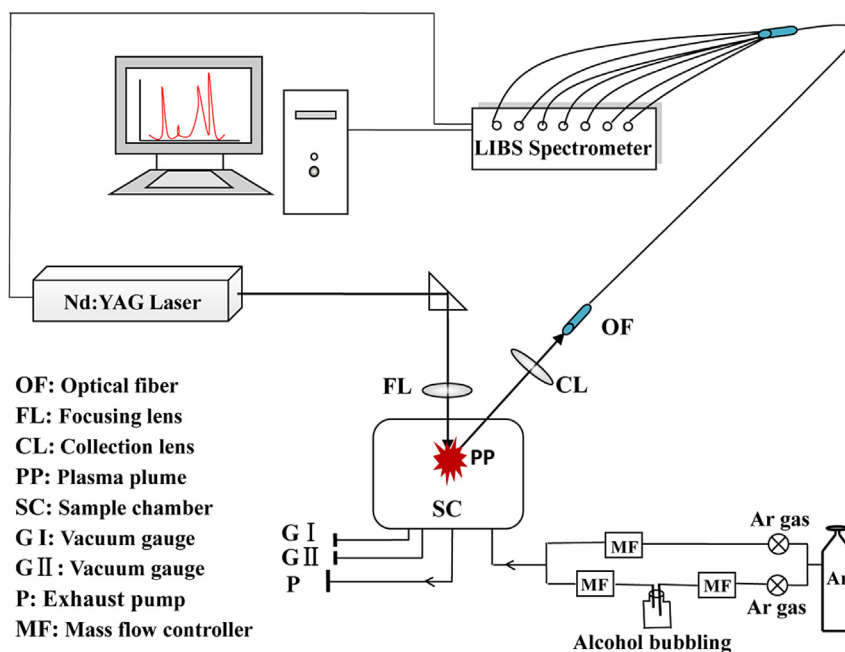 LIBS Spectrometer
Nd:YAG Laser
OF
FL
CL
PP
SC
OF: Optical fiber
FL: Focusing lens
CL: Collection lens
PP: Plasma plume
SC: Sample chamber
G I: Vacuum gauge
G II: Vacuum gauge
P: Exhaust pump
MF: Mass flow controller
G I
G II
P
MF
Ar gas
MF
MF
Ar gas
Ar
Alcohol bubbling